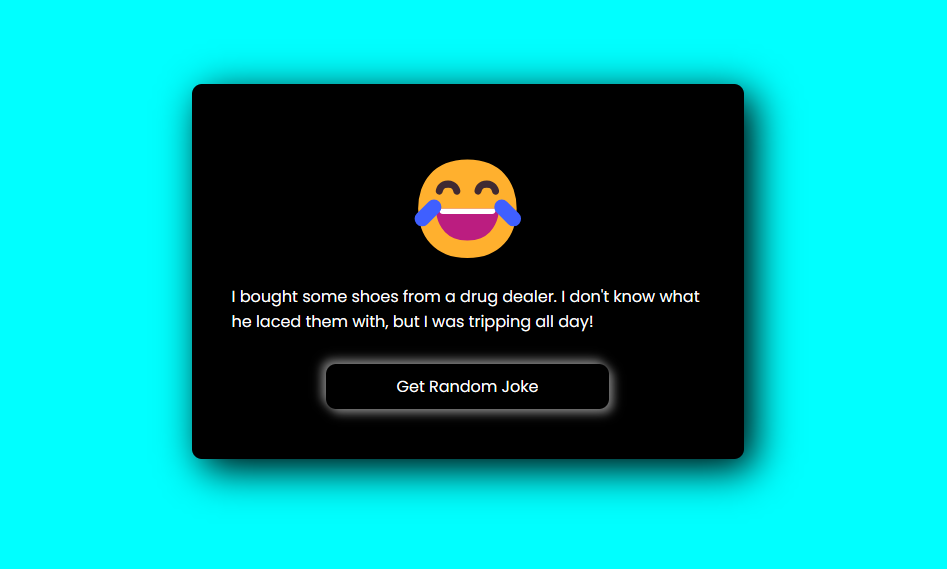 I bought some shoes from a drug dealer. I don't know what
he laced them with, but I was tripping all day!
Get Random Joke